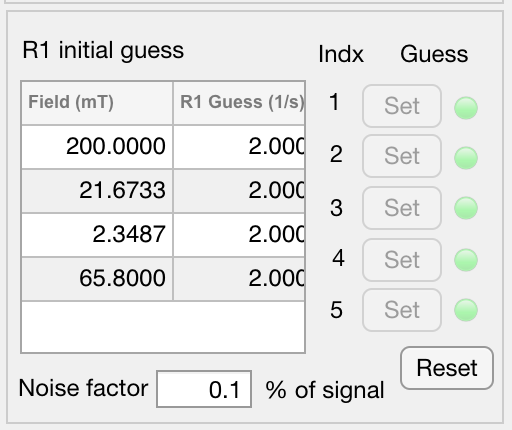 R1 initial guess
Indx Guess
Field (mT) R1 Guess (1/s)
200.0000 2.000
21.6733 2.000
2.3487 2.000
65.8000 2.000
1 Set
2 Set
3 Set
4 Set
5 Set
Reset
Noise factor 0.1 % of signal